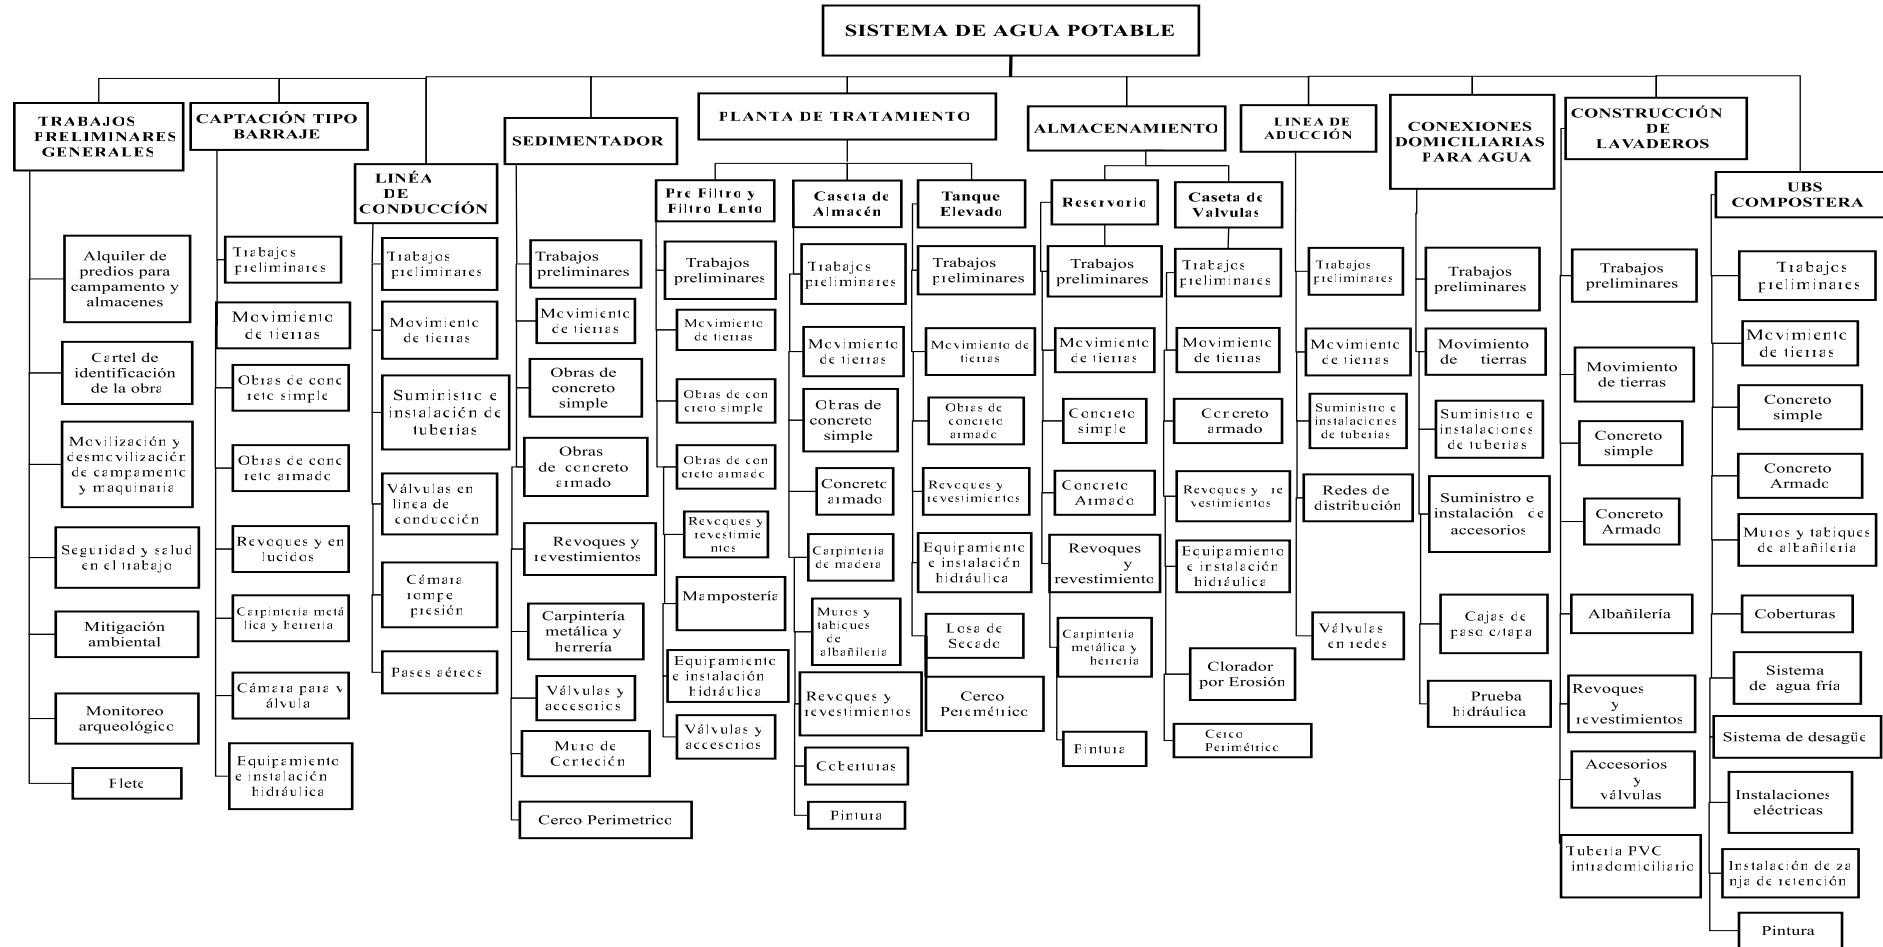 SISTEMA DE AGUA POTABLE
TRABAJOS
PRELIMINARES
GENERALES
Alquiler de
predios para
campamento y
almacenes
Cartel de
identificación
de la obra
Movilización y
desmovilización
de campamento
y maquinaria
Seguridad y salud
en el trabajo
Mitigación
ambiental
Monitoreo
arqueológico
Flete
CAPTACIÓN TIPO
BARRAJE
Trabajos
preliminares
Movimiento
de tierras
Obras de conc
reto simple
Obras de conc
reto armado
Revoques y en
lucidos
Carpintería metá
lica y herrería
Cámara para v
álvula
Equipamiento
e instalación
hidráulica
LINÉA
DE
CONDUCCÍÓN
Trabajos
preliminares
Movimiento
de tierras
Suministro e
instalación de
tuberías
Válvulas en
línea de
conducción
Cámara
rompe
presión
Pases aéreos
SEDIMENTADOR
Trabajos
preliminares
Movimiento
de tierras
Obras de
concreto
simple
Obras
de concreto
armado
Revoques y
revestimientos
Carpintería
metálica y
herrería
Válvulas y
accesorios
Muro de
Conteción
Cerco Perimetrico
PLANTA DE TRATAMIENTO
Pre Filtro y
Filtro Lento
Trabajos
preliminares
Movimiento
de tierras
Obras de con
creto simple
Obras de con
creto armado
Revoques y
revestimie
ntos
Mampostería
Equipamiento
e instalación
hidráulica
Válvulas y
accesorios
Caseta de
Almacén
Trabajos
preliminares
Movimiento
de tierras
Obras de
concreto
simple
Concreto
armado
Carpintería
de madera
Muros y
tabiques
de
albañilería
Revoques y
revestimientos
Coberturas
Pintura
Tanque
Elevado
Trabajos
preliminares
Movimiento de
tierras
Obras de
concreto
armado
Revoques y
revestimientos
Equipamiento
e instalación
hidráulica
Losa de
Secado
Cerco
Peremétrico
ALMACENAMIENTO
Reservorio
Trabajos
preliminares
Movimiento
de tierras
Concreto
simple
Concreto
Armado
Revoques
y
revestimiento
Carpintería
metálica y
herrería
Pintura
Caseta de
Valvulas
Trabajos
preliminares
Movimiento
de tierras
Concreto
armado
Revoques y re
vestimientos
Equipamiento
e instalación
hidráulica
Clorador
por Erosión
Cerco
Perimétrico
LINEA DE
ADUCCIÓN
Trabajos
preliminares
Movimiento
de tierras
Suministro e
instalaciones
de tuberías
Redes de
distribución
Válvulas
en redes
CONEXIONES
DOMICILIARIAS
PARA AGUA
Trabajos
preliminares
Movimiento
de tierras
Suministro e
instalaciones
de tuberías
Suministro e
instalación de
accesorios
Cajas de
paso c/tapa
Prueba
hidráulica
CONSTRUCCIÓN
DE
LAVADEROS
Trabajos
preliminares
Movimiento
de tierras
Concreto
simple
Concreto
Armado
Albañilería
Revoques
y
revestimientos
Accesorios
y
válvulas
Tubería PVC
intradomiciliario
UBS
COMPOSTERA
Trabajos
preliminares
Movimiento
de tierras
Concreto
simple
Concreto
Armado
Muros y tabiques
de albañilería
Coberturas
Sistema
de agua fría
Sistema de desagüe
Instalaciones
eléctricas
Instalación de za
nja de retención
Pintura